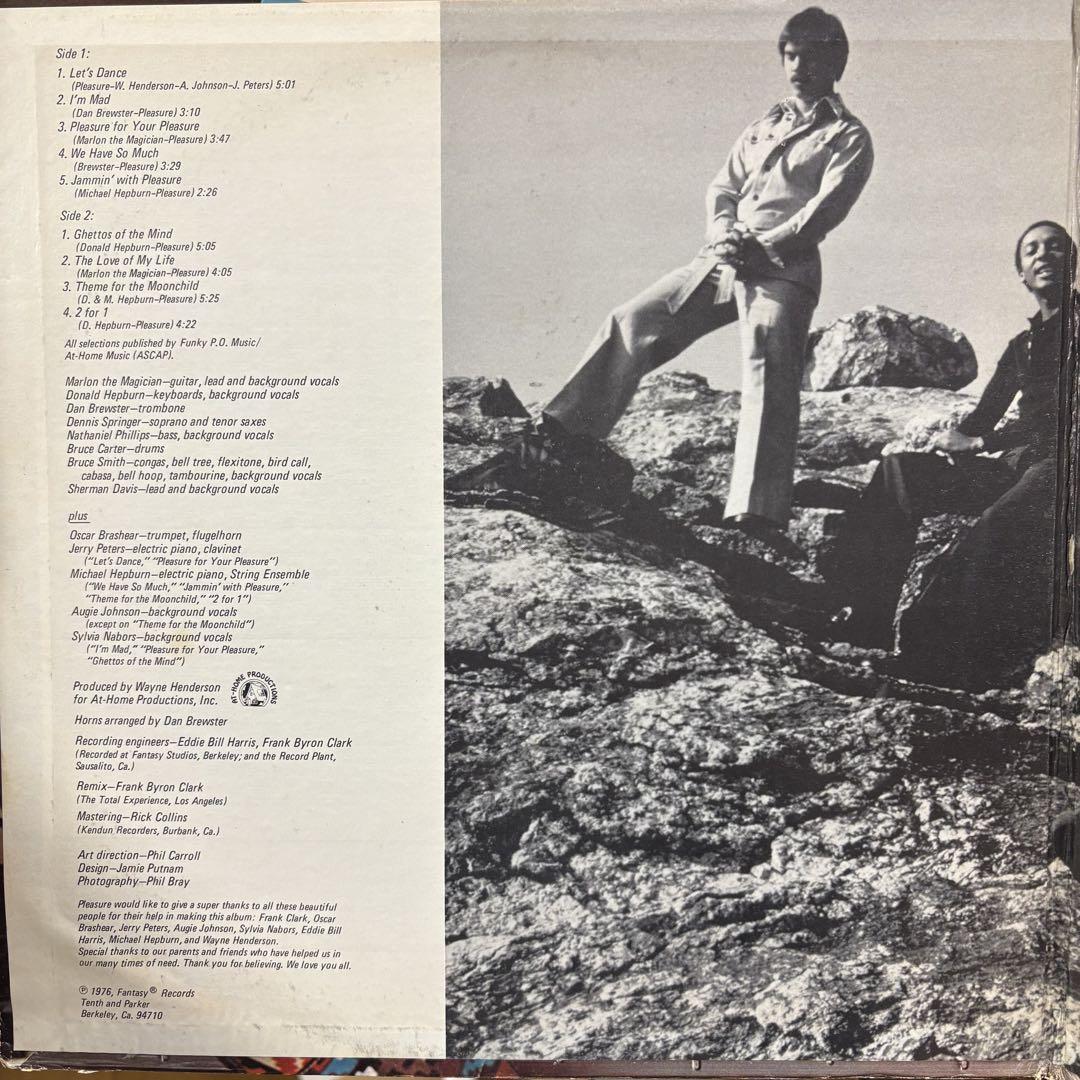 Side 1:
1. Let's Dance
(Pleasure-W. Henderson-A. Johnson-J. Peters) 5:01
2. I'm Mad
(Dan Brewster-Pleasure) 3:10
3. Pleasure for Your Pleasure
(Marlon the Magician-Pleasure) 3:47
4. We Have So Much
(Brewster-Pleasure) 3:29
5. Jammin' with Pleasure
(Michael Hepburn-Pleasure) 2:26
Side 2:
1. Ghettos of the Mind
(Donald Hepburn-Pleasure) 5:05
2. The Love of My Life
(Marlon the Magician-Pleasure) 4:05
3. Theme for the Moonchild
(D. & M. Hepburn-Pleasure) 5:25
4. 2 for 1
(D. Hepburn-Pleasure) 4:22
All selections published by Funky P.O. Music/
At-Home Music (ASCAP).
Marlon the Magician—guitar, lead and background vocals
Donald Hepburn—keyboards, background vocals
Dan Brewster—trombone
Dennis Springer—soprano and tenor saxes
Nathaniel Phillips—bass, background vocals
Bruce Carter—drums
Bruce Smith—congas, bell tree, flexitone, bird call,
cabasa, bell hoop, tambourine, background vocals
Sherman Davis—lead and background vocals
plus
Oscar Brashear—trumpet, flugelhorn
Jerry Peters—electric piano, clavinet
("Let's Dance," "Pleasure for Your Pleasure")
Michael Hepburn—electric piano, String Ensemble
("We Have So Much," "Jammin' with Pleasure,"
"Theme for the Moonchild," "2 for 1")
Augie Johnson—background vocals
(except on "Theme for the Moonchild")
Sylvia Nabors—background vocals
("I'm Mad," "Pleasure for Your Pleasure,"
"Ghettos of the Mind")
Produced by Wayne Henderson
for At-Home Productions, Inc.
AT-HOME PRODUCTIONS
Horns arranged by Dan Brewster
Recording engineers—Eddie Bill Harris, Frank Byron Clark
(Recorded at Fantasy Studios, Berkeley; and the Record Plant,
Sausalito, Ca.)
Remix—Frank Byron Clark
(The Total Experience, Los Angeles)
Mastering—Rick Collins
(Kendun Recorders, Burbank, Ca.)
Art direction—Phil Carroll
Design—Jamie Putnam
Photography—Phil Bray
Pleasure would like to give a super thanks to all these beautiful
people for their help in making this album: Frank Clark, Oscar
Brashear, Jerry Peters, Augie Johnson, Sylvia Nabors, Eddie Bill
Harris, Michael Hepburn, and Wayne Henderson.
Special thanks to our parents and friends who have helped us in
our many times of need. Thank you for believing. We love you all.
℗ 1976, Fantasy® Records
Tenth and Parker
Berkeley, Ca. 94710